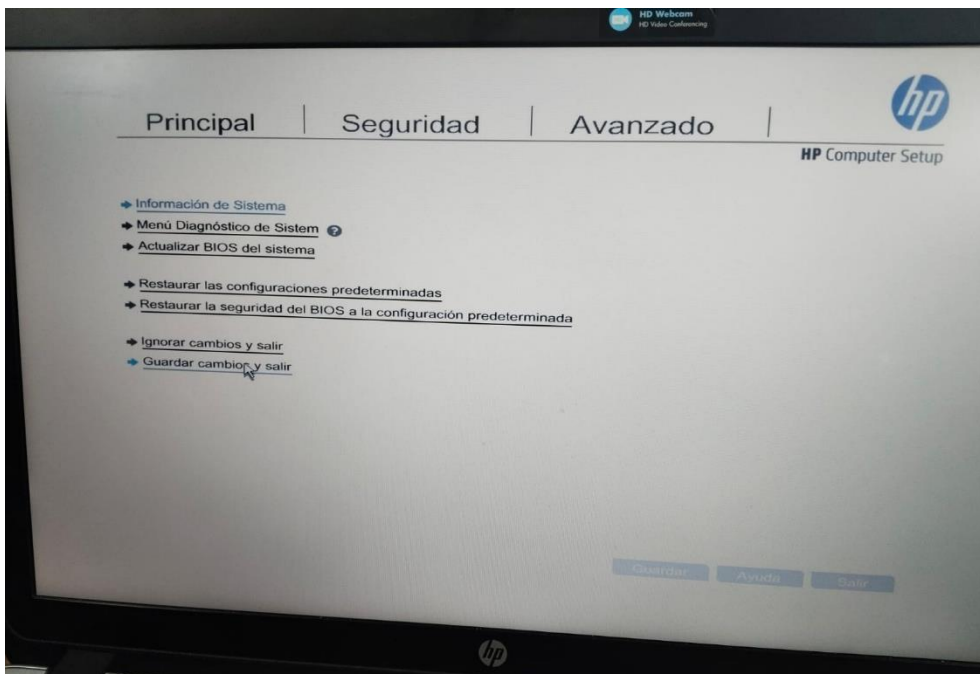 HD Webcam
HD Video Conferencing
hp
Principal
Seguridad
Avanzado
HP Computer Setup
Información de Sistema
Menú Diagnóstico de Sistem ?
Actualizar BIOS del sistema
Restaurar las configuraciones predeterminadas
Restaurar la seguridad del BIOS a la configuración predeterminada
Ignorar cambios y salir
Guardar cambios y salir
Guardar
Ayuda
Salir
hp